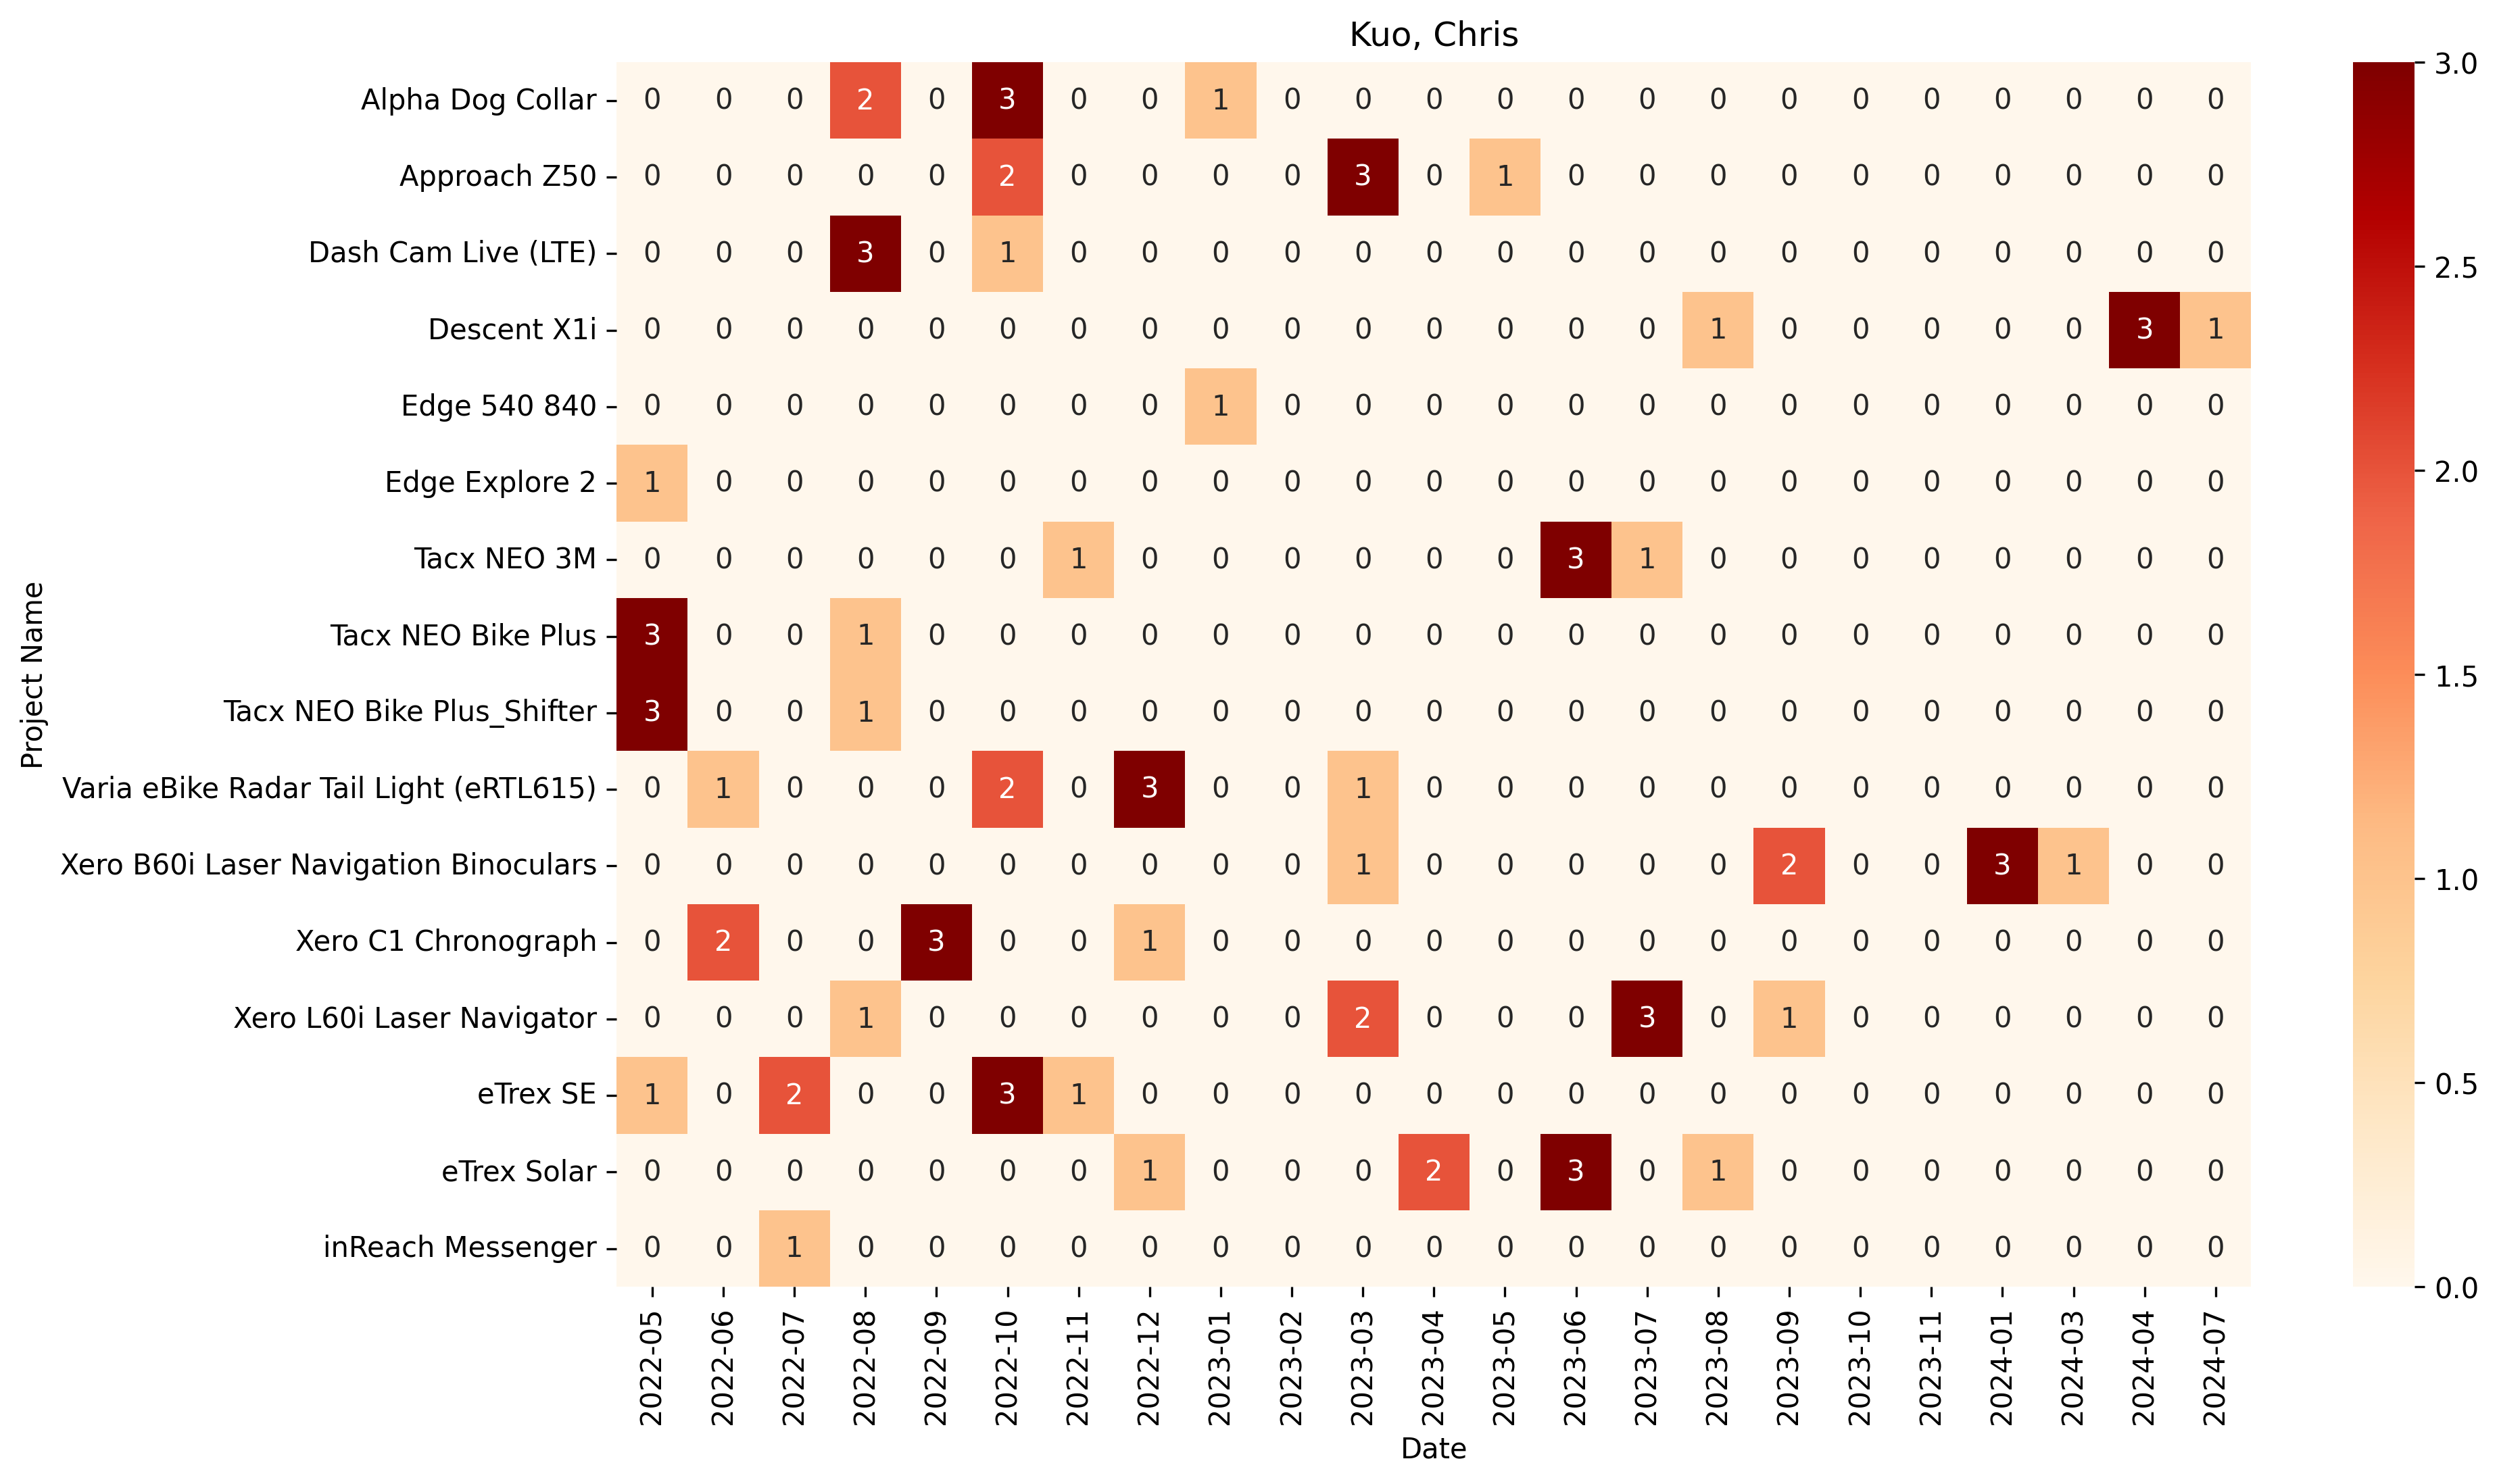 Kuo, Chris
Alpha Dog Collar 0 0 0 2 0 3 0 0 1 0 0 0 0 0 0 0 0 0 0 0 0 0 0
Approach Z50 0 0 0 0 0 2 0 0 0 0 3 0 1 0 0 0 0 0 0 0 0 0 0
Dash Cam Live (LTE) 0 0 0 3 0 1 0 0 0 0 0 0 0 0 0 0 0 0 0 0 0 0 0
Descent X1i 0 0 0 0 0 0 0 0 0 0 0 0 0 0 0 1 0 0 0 0 0 3 1
Edge 540 840 0 0 0 0 0 0 0 0 1 0 0 0 0 0 0 0 0 0 0 0 0 0 0
Edge Explore 2 1 0 0 0 0 0 0 0 0 0 0 0 0 0 0 0 0 0 0 0 0 0 0
Tacx NEO 3M 0 0 0 0 0 0 1 0 0 0 0 0 0 3 1 0 0 0 0 0 0 0 0
Tacx NEO Bike Plus 3 0 0 1 0 0 0 0 0 0 0 0 0 0 0 0 0 0 0 0 0 0 0
Tacx NEO Bike Plus_Shifter 3 0 0 1 0 0 0 0 0 0 0 0 0 0 0 0 0 0 0 0 0 0 0
Varia eBike Radar Tail Light (eRTL615) 0 1 0 0 0 2 0 3 0 0 1 0 0 0 0 0 0 0 0 0 0 0 0
Xero B60i Laser Navigation Binoculars 0 0 0 0 0 0 0 0 0 0 1 0 0 0 0 0 2 0 0 3 1 0 0
Xero C1 Chronograph 0 2 0 0 3 0 0 1 0 0 0 0 0 0 0 0 0 0 0 0 0 0 0
Xero L60i Laser Navigator 0 0 0 1 0 0 0 0 0 0 2 0 0 0 3 0 1 0 0 0 0 0 0
eTrex SE 1 0 2 0 0 3 1 0 0 0 0 0 0 0 0 0 0 0 0 0 0 0 0
eTrex Solar 0 0 0 0 0 0 0 1 0 0 0 2 0 3 0 1 0 0 0 0 0 0 0
inReach Messenger 0 0 1 0 0 0 0 0 0 0 0 0 0 0 0 0 0 0 0 0 0 0 0
Project Name
2022-05 2022-06 2022-07 2022-08 2022-09 2022-10 2022-11 2022-12 2023-01 2023-02 2023-03 2023-04 2023-05 2023-06 2023-07 2023-08 2023-09 2023-10 2023-11 2024-01 2024-03 2024-04 2024-07
Date
3.0
2.5
2.0
1.5
1.0
0.5
0.0